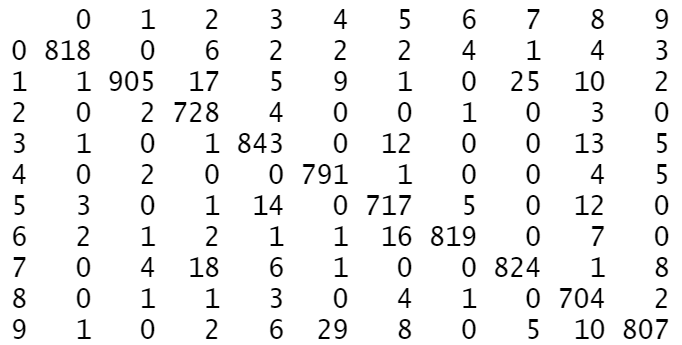 0 1 2 3 4 5 6 7 8 9
0 818 0 6 2 2 2 4 1 4 3
1 1 905 17 5 9 1 0 25 10 2
2 0 2 728 4 0 0 1 0 3 0
3 1 0 1 843 0 12 0 0 13 5
4 0 2 0 0 791 1 0 0 4 5
5 3 0 1 14 0 717 5 0 12 0
6 2 1 2 1 1 16 819 0 7 0
7 0 4 18 6 1 0 0 824 1 8
8 0 1 1 3 0 4 1 0 704 2
9 1 0 2 6 29 8 0 5 10 807